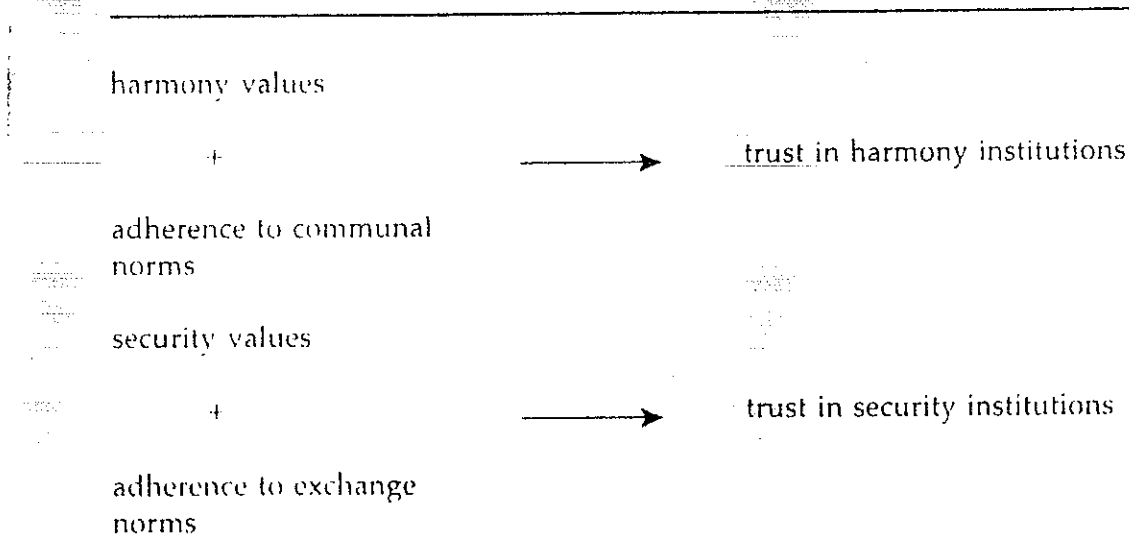 harmony values
+
trust in harmony institutions
adherence to communal
norms
security values
+
trust in security institutions
adherence to exchange
norms